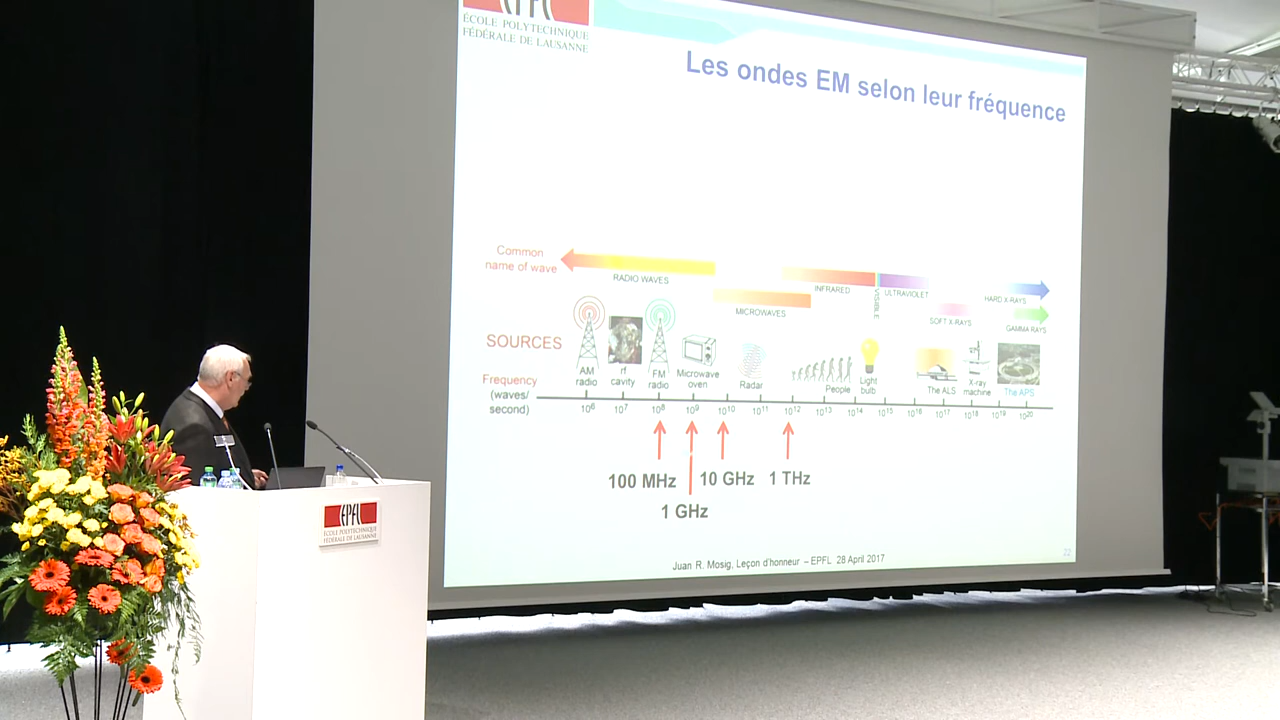 EPFL
ÉCOLE POLYTECHNIQUE
FÉDÉRALE DE LAUSANNE
Les ondes EM selon leur fréquence
Common
name of wave
RADIO WAVES
MICROWAVES
INFRARED
VISIBLE
ULTRAVIOLET
SOFT X-RAYS
HARD X-RAYS
GAMMA RAYS
SOURCES
AM
radio
rf
cavity
FM
radio
Microwave
oven
Radar
People
Light
bulb
The ALS
X-ray
machine
The APS
Frequency
(waves/
second)
10⁶ 10⁷ 10⁸ 10⁹ 10¹⁰ 10¹¹ 10¹² 10¹³ 10¹⁴ 10¹⁵ 10¹⁶ 10¹⁷ 10¹⁸ 10¹⁹ 10²⁰
100 MHz 10 GHz 1 THz
1 GHz
Juan R. Mosig, Leçon d'honneur – EPFL 28 April 2017
22
EPFL
ÉCOLE POLYTECHNIQUE
FÉDÉRALE DE LAUSANNE